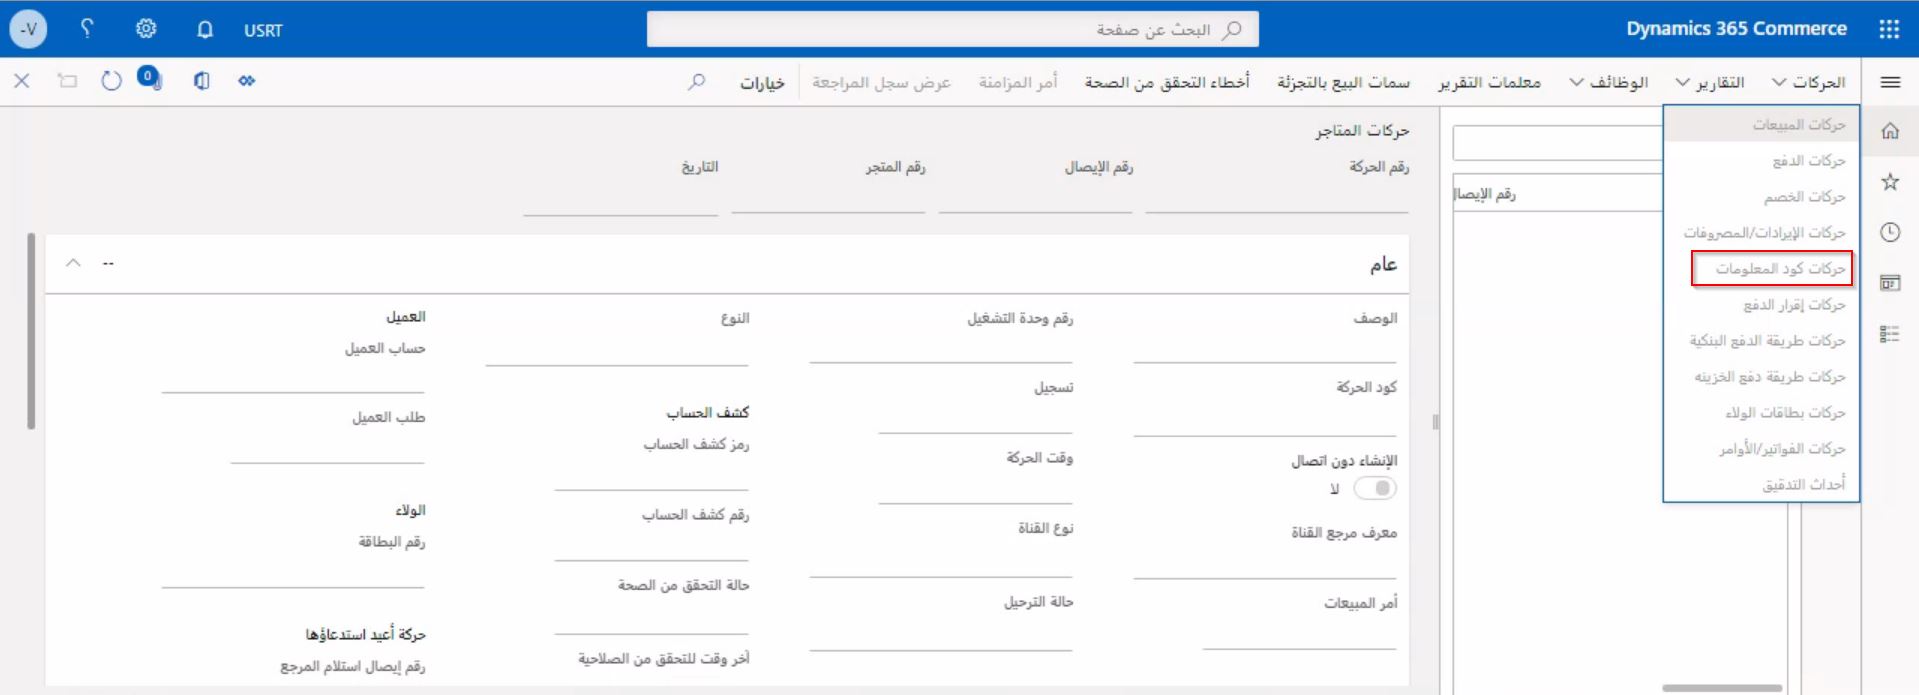 Dynamics 365 Commerce
البحث عن صفحة
USRT
-V
الحركات
التقارير
الوظائف
معلمات التقرير
سمات البيع بالتجزئة
أخطاء التحقق من الصحة
أمر المزامنة
عرض سجل المراجعة
خيارات
0
حركات المبيعات
حركات الدفع
حركات الخصم
حركات الإيرادات/المصروفات
حركات كود المعلومات
حركات إقرار الدفع
حركات طريقة الدفع البنكية
حركات طريقة دفع الخزينه
حركات بطاقات الولاء
حركات الفواتير/الأوامر
أحداث التدقيق
رقم الإيصال
حركات المتاجر
رقم الحركة
رقم الإيصال
رقم المتجر
التاريخ
عام
--
الوصف
كود الحركة
الإنشاء دون اتصال
لا
معرف مرجع القناة
أمر المبيعات
رقم وحدة التشغيل
تسجيل
وقت الحركة
نوع القناة
حالة الترحيل
النوع
كشف الحساب
رمز كشف الحساب
رقم كشف الحساب
حالة التحقق من الصحة
آخر وقت للتحقق من الصلاحية
العميل
حساب العميل
طلب العميل
الولاء
رقم البطاقة
حركة أعيد استدعاؤها
رقم إيصال استلام المرجع